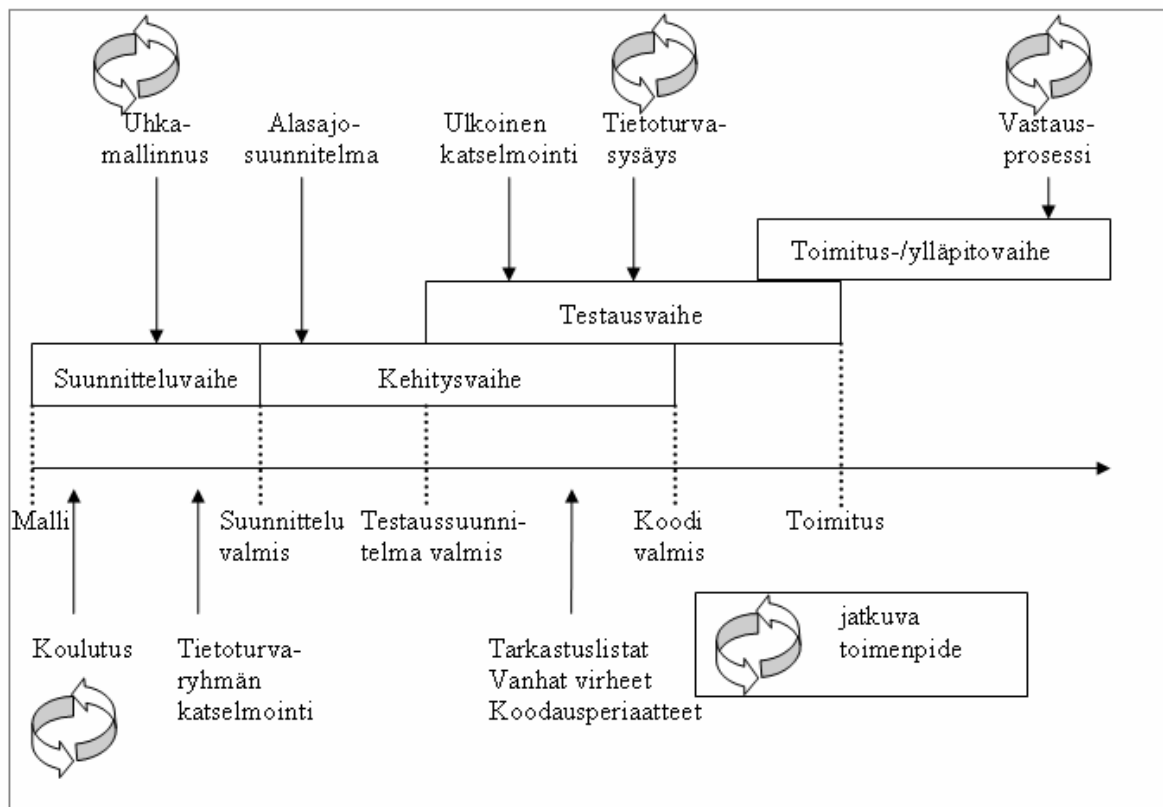 Uhka-
mallinnus
Alasajo-
suunnitelma
Ulkoinen
katselmointi
Tietoturva-
sysäys
Vastaus-
prosessi
Toimitus-/ylläpitovaihe
Testausvaihe
Suunnitteluvaihe
Kehitysvaihe
Malli
Suunnittelu
valmis
Testaussuunni-
telma valmis
Koodi
valmis
Toimitus
Koulutus
Tietoturva-
ryhmän
katselmointi
Tarkastuslistat
Vanhat virheet
Koodausperiaatteet
jatkuva
toimenpide